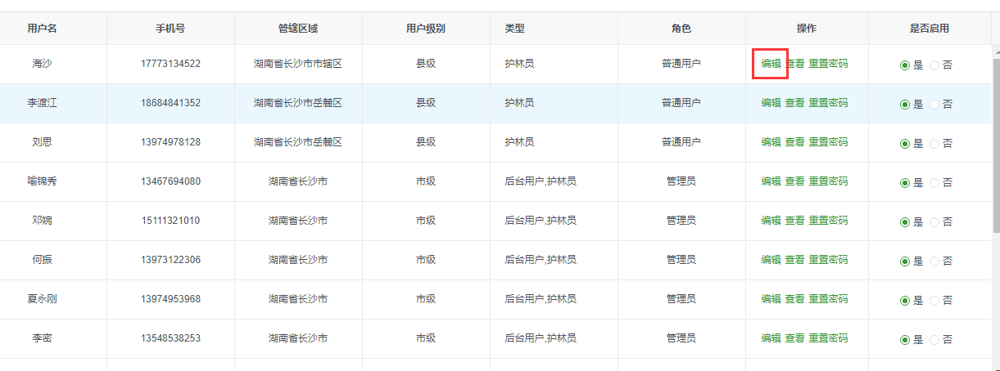 用户名 手机号 管辖区域 用户级别 类型 角色 操作 是否启用
海沙 17773134522 湖南省长沙市市辖区 县级 护林员 普通用户 编辑 查看 重置密码 是 否
李渡江 18684841352 湖南省长沙市岳麓区 县级 护林员 普通用户 编辑 查看 重置密码 是 否
刘思 13974978128 湖南省长沙市岳麓区 县级 护林员 普通用户 编辑 查看 重置密码 是 否
喻锦秀 13467694080 湖南省长沙市 市级 后台用户,护林员 管理员 编辑 查看 重置密码 是 否
邓婉 15111321010 湖南省长沙市 市级 后台用户,护林员 管理员 编辑 查看 重置密码 是 否
何振 13973122306 湖南省长沙市 市级 后台用户,护林员 管理员 编辑 查看 重置密码 是 否
夏永刚 13974953968 湖南省长沙市 市级 后台用户,护林员 管理员 编辑 查看 重置密码 是 否
李密 13548538253 湖南省长沙市 市级 后台用户,护林员 管理员 编辑 查看 重置密码 是 否